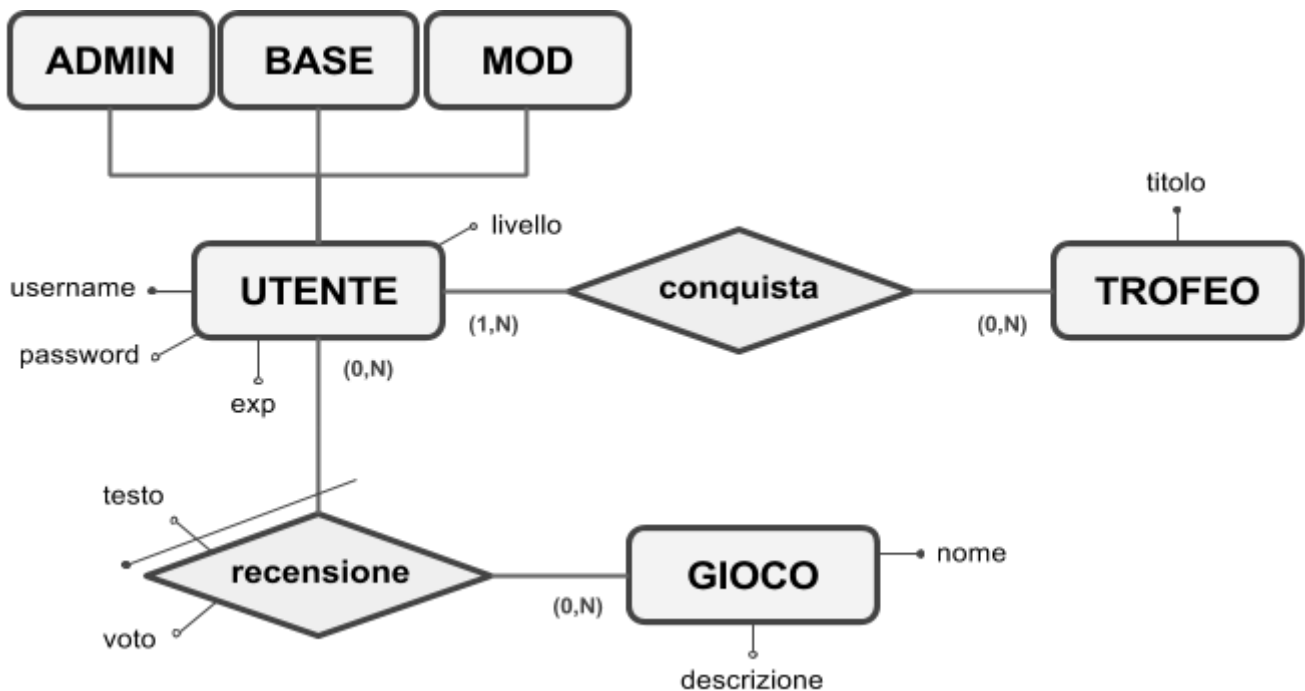 ADMIN
BASE
MOD
titolo
livello
username
UTENTE
conquista
TROFEO
(1,N)
(0,N)
password
(0,N)
exp
testo
recensione
GIOCO
nome
(0,N)
voto
descrizione